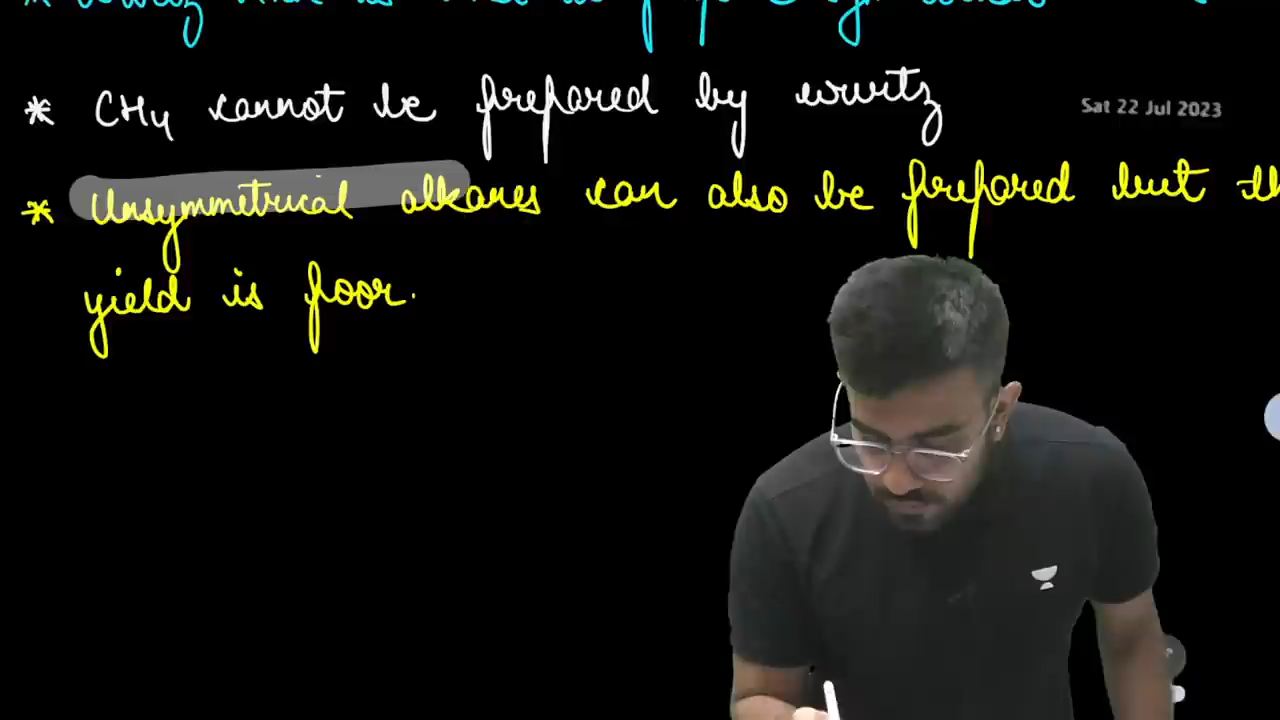 * CH4 cannot be prepared by wurtz
Sat 22 Jul 2023
* Unsymmetrical alkanes can also be prepared but
yield is poor.